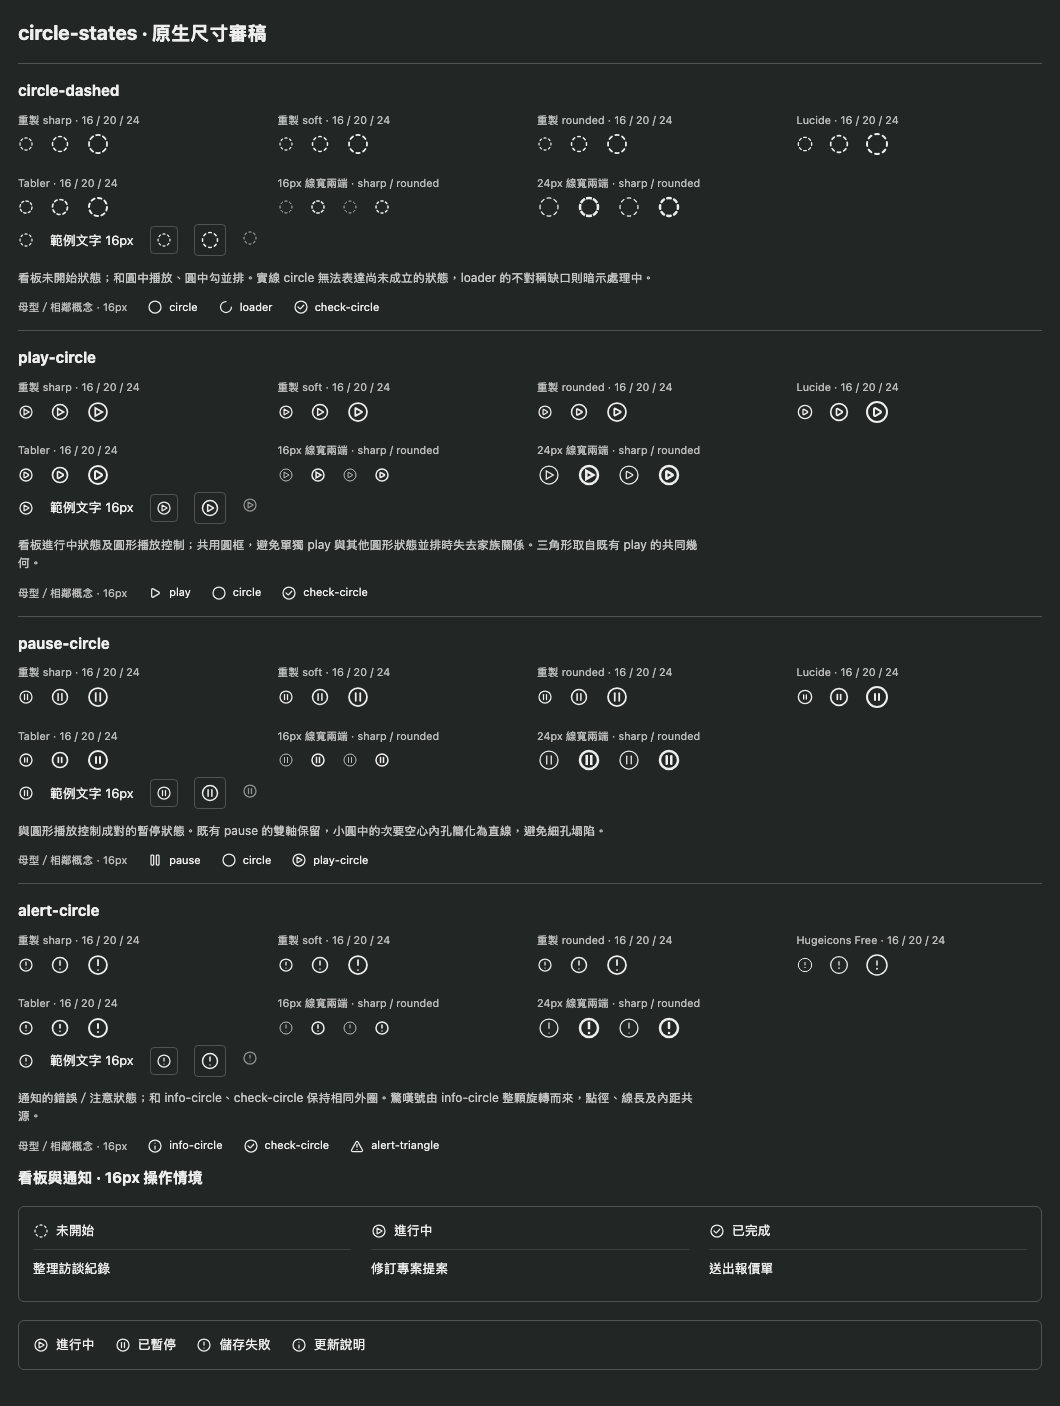 circle-states · 原生尺寸審稿
circle-dashed
重製 sharp · 16 / 20 / 24
重製 soft · 16 / 20 / 24
重製 rounded · 16 / 20 / 24
Lucide · 16 / 20 / 24
Tabler · 16 / 20 / 24
16px 線寬兩端 · sharp / rounded
24px 線寬兩端 · sharp / rounded
範例文字 16px
看板未開始狀態；和圓中播放、圓中勾並排。實線 circle 無法表達尚未成立的狀態，loader 的不對稱缺口則暗示處理中。
母型 / 相鄰概念 · 16px
circle
loader
check-circle
play-circle
重製 sharp · 16 / 20 / 24
重製 soft · 16 / 20 / 24
重製 rounded · 16 / 20 / 24
Lucide · 16 / 20 / 24
Tabler · 16 / 20 / 24
16px 線寬兩端 · sharp / rounded
24px 線寬兩端 · sharp / rounded
範例文字 16px
看板進行中狀態及圓形播放控制；共用圓框，避免單獨 play 與其他圓形狀態並排時失去家族關係。三角形取自既有 play 的共同幾
何。
母型 / 相鄰概念 · 16px
play
circle
check-circle
pause-circle
重製 sharp · 16 / 20 / 24
重製 soft · 16 / 20 / 24
重製 rounded · 16 / 20 / 24
Lucide · 16 / 20 / 24
Tabler · 16 / 20 / 24
16px 線寬兩端 · sharp / rounded
24px 線寬兩端 · sharp / rounded
範例文字 16px
與圓形播放控制成對的暫停狀態。既有 pause 的雙軸保留，小圓中的次要空心內孔簡化為直線，避免細孔塌陷。
母型 / 相鄰概念 · 16px
pause
circle
play-circle
alert-circle
重製 sharp · 16 / 20 / 24
重製 soft · 16 / 20 / 24
重製 rounded · 16 / 20 / 24
Hugeicons Free · 16 / 20 / 24
Tabler · 16 / 20 / 24
16px 線寬兩端 · sharp / rounded
24px 線寬兩端 · sharp / rounded
範例文字 16px
通知的錯誤 / 注意狀態；和 info-circle、check-circle 保持相同外圈。驚嘆號由 info-circle 整顆旋轉而來，點徑、線長及內距共
源。
母型 / 相鄰概念 · 16px
info-circle
check-circle
alert-triangle
看板與通知 · 16px 操作情境
未開始
進行中
已完成
整理訪談紀錄
修訂專案提案
送出報價單
進行中
已暫停
儲存失敗
更新說明